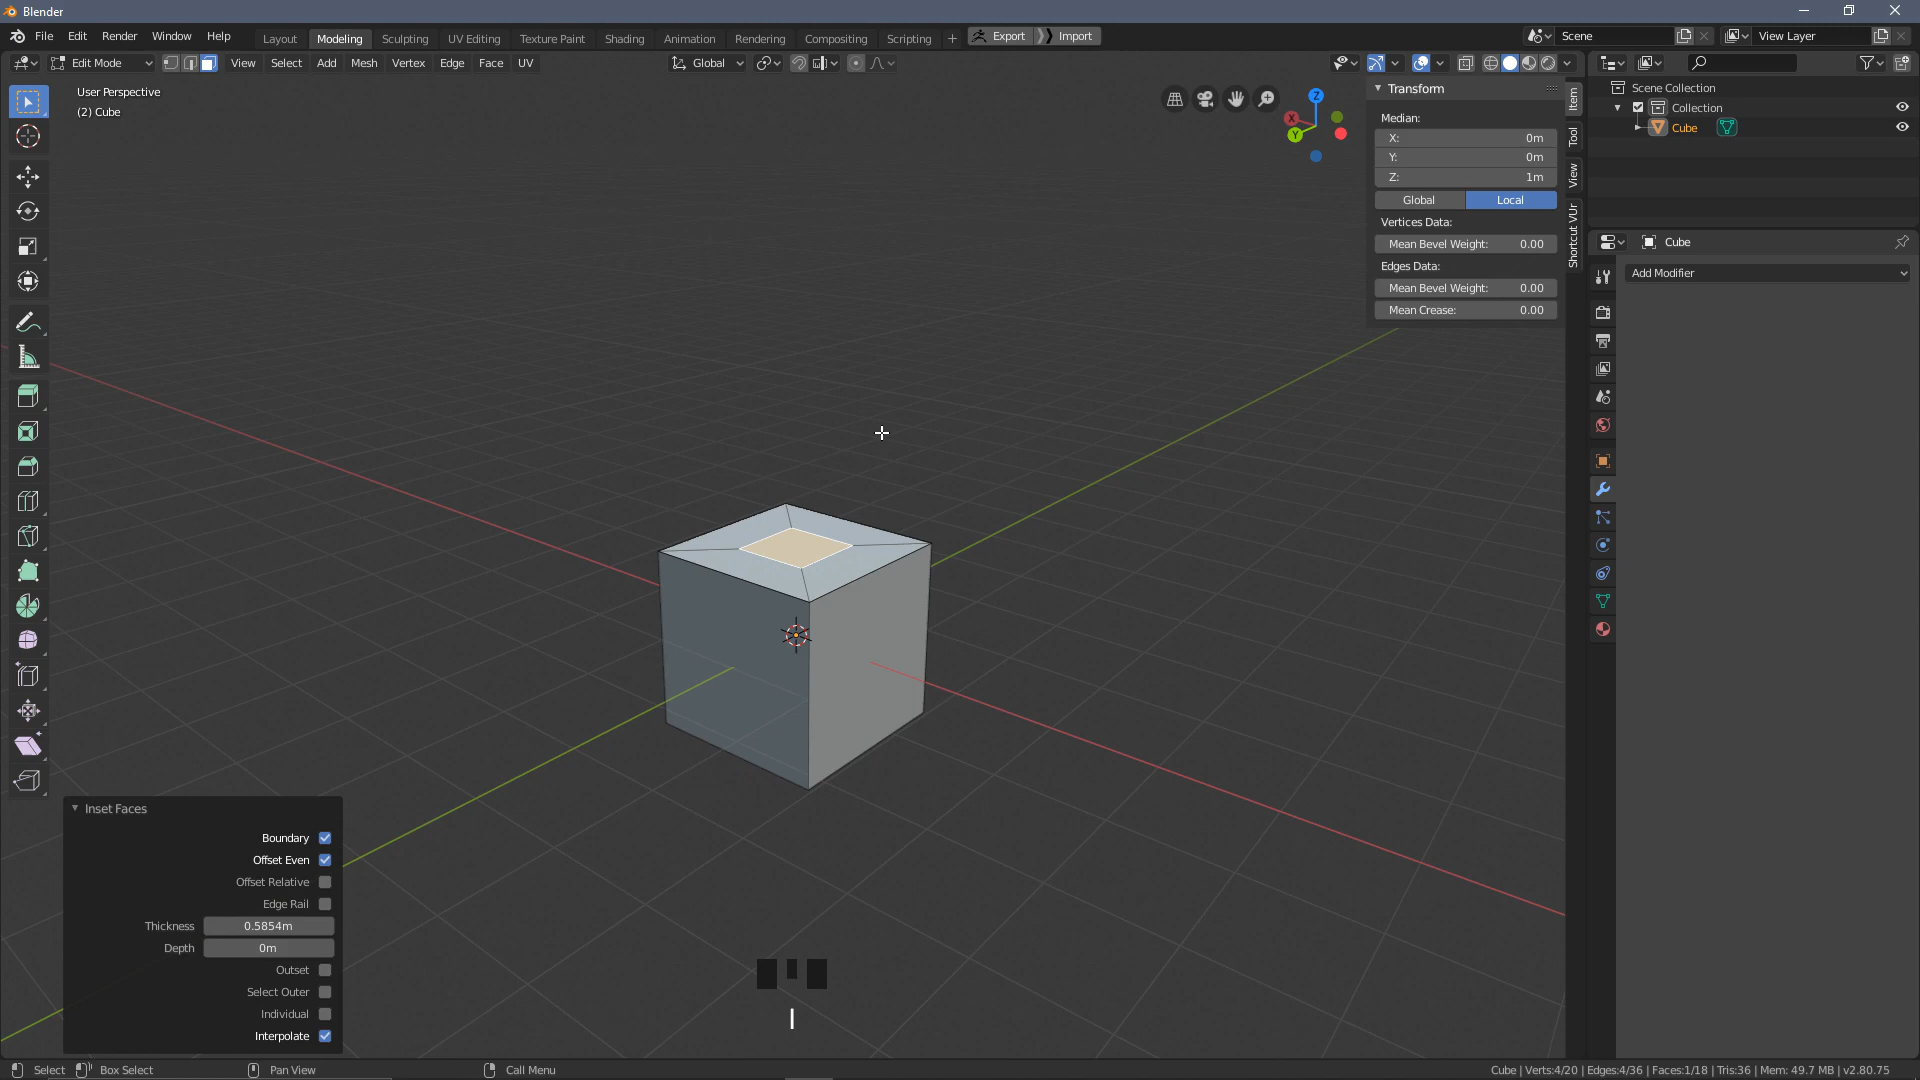 Blender
File Edit Render Window Help
Layout Modeling Sculpting UV Editing Texture Paint Shading Animation Rendering Compositing Scripting + Export Import
Scene View Layer
Edit Mode View Select Add Mesh Vertex Edge Face UV Global
User Perspective
(2) Cube
Z
X
Y
Transform
Median:
X: 0m
Y: 0m
Z: 1m
Global Local
Vertices Data:
Mean Bevel Weight: 0.00
Edges Data:
Mean Bevel Weight: 0.00
Mean Crease: 0.00
Item
Tool
View
Shortcut VUr
Scene Collection
Collection
Cube
Cube
Add Modifier
Inset Faces
Boundary
Offset Even
Offset Relative
Edge Rail
Thickness 0.5854m
Depth 0m
Outset
Select Outer
Individual
Interpolate
I
Select Box Select Pan View Call Menu
Cube | Verts:4/20 | Edges:4/36 | Faces:1/18 | Tris:36 | Mem: 49.7 MB | v2.80.75